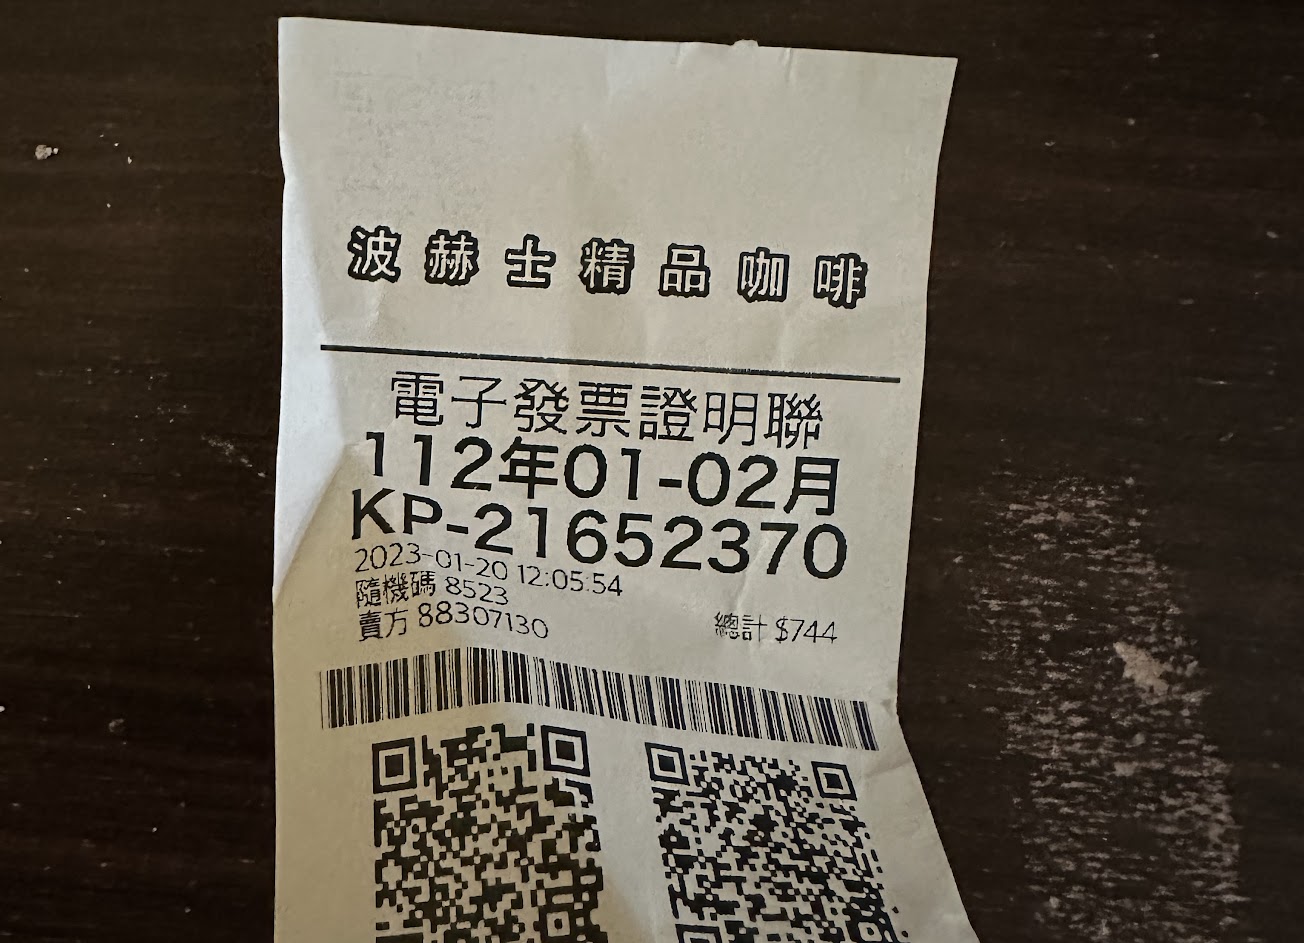 波赫士精品咖啡
電子發票證明聯
112年01-02月
KP-21652370
2023-01-20 12:05:54
隨機碼 8523
賣方 88307130 總計 $744